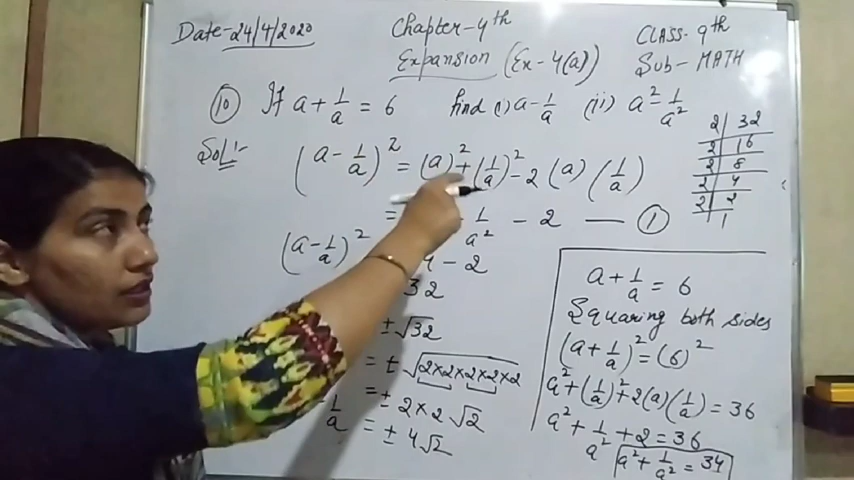 Date-24/4/2020
Chapter-4th
CLASS-9th
Expansion (Ex-4(a))
Sub-MATH
10 If a + 1/a = 6 find (i) a - 1/a (ii) a² - 1/a²
Sol:-
(a - 1/a)² = (a)² + (1/a)² - 2 (a) (1/a)
= 1/a² - 2 — 1
(a - 1/a)² 4 - 2
32
± √32
= ± √2×2×2×2×2
= ± 2×2 √2
1/a = ± 4√2
2 | 32
2 | 16
2 | 8
2 | 4
2 | 2
1
a + 1/a = 6
Squaring both sides
(a + 1/a)² = (6)²
a² + (1/a)² + 2(a)(1/a) = 36
a² + 1/a² + 2 = 36
a² + 1/a² = 34